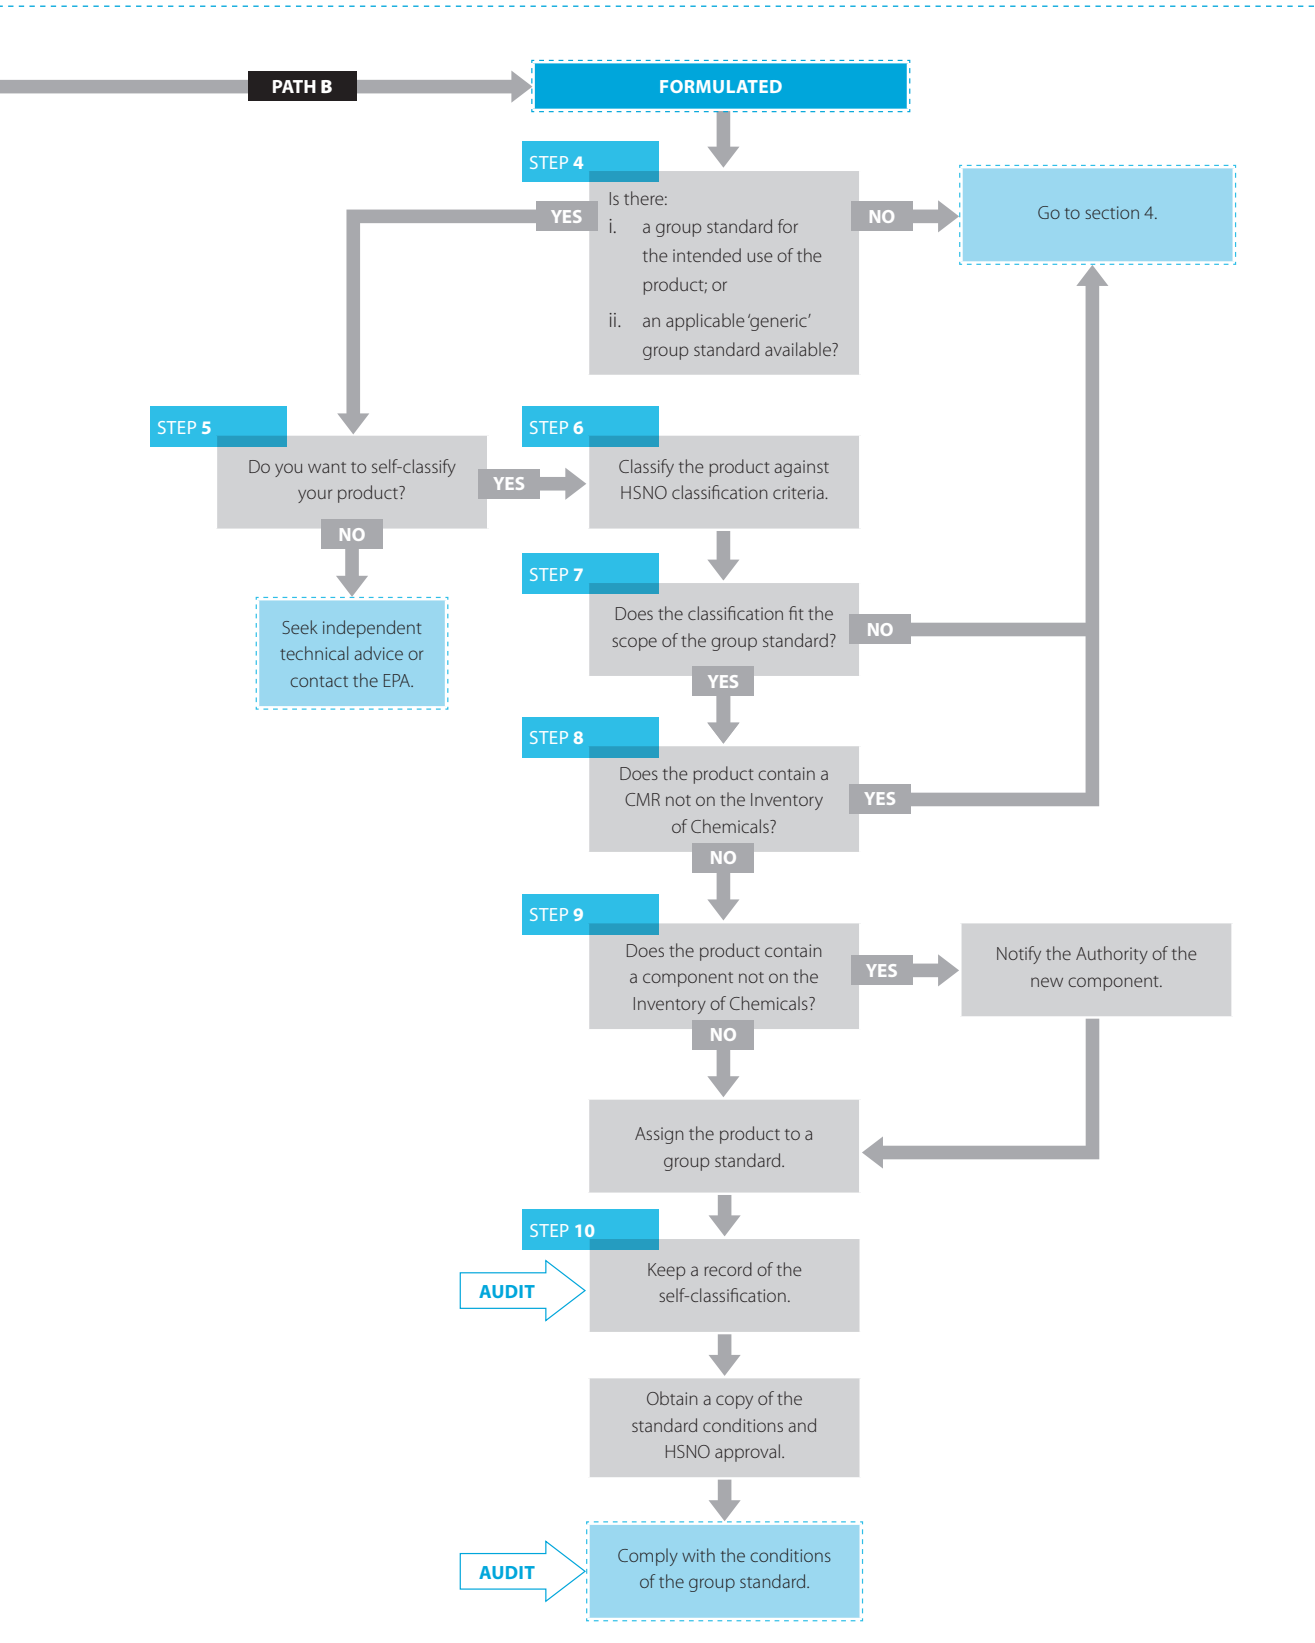 PATH B
FORMULATED
STEP 4
Is there:
i. a group standard for
the intended use of the
product; or
ii. an applicable ‘generic’
group standard available?
YES
NO
Go to section 4.
STEP 5
Do you want to self-classify
your product?
YES
NO
Seek independent
technical advice or
contact the EPA.
STEP 6
Classify the product against
HSNO classification criteria.
STEP 7
Does the classification fit the
scope of the group standard?
NO
YES
STEP 8
Does the product contain a
CMR not on the Inventory
of Chemicals?
YES
NO
STEP 9
Does the product contain
a component not on the
Inventory of Chemicals?
YES
Notify the Authority of the
new component.
NO
Assign the product to a
group standard.
STEP 10
Keep a record of the
self-classification.
AUDIT
Obtain a copy of the
standard conditions and
HSNO approval.
AUDIT
Comply with the conditions
of the group standard.